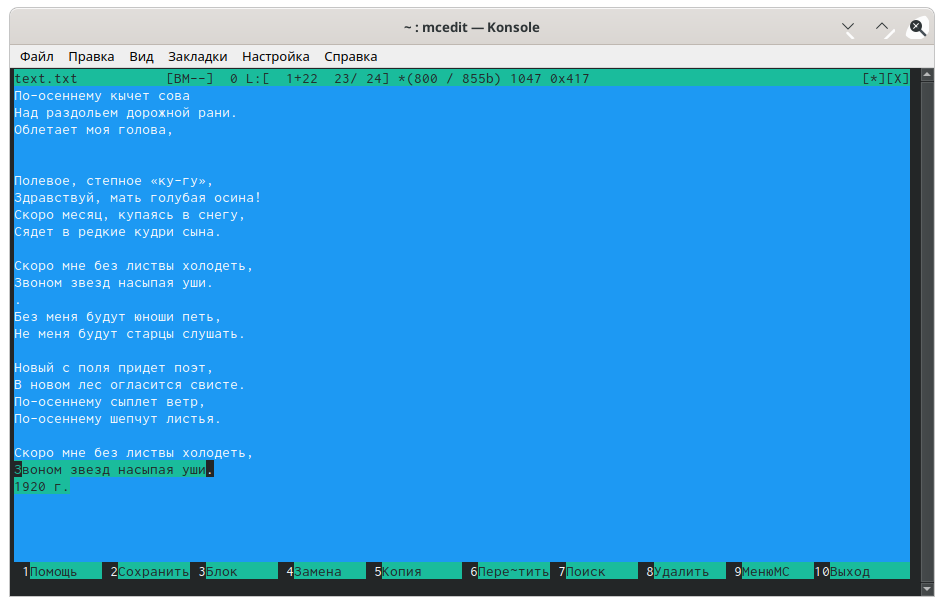 ~ : mcedit — Konsole
Файл Правка Вид Закладки Настройка Справка
text.txt [BM--] 0 L:[ 1+22 23/ 24] *(800 / 855b) 1047 0x417 [*][X]
По-осеннему кычет сова
Над раздольем дорожной рани.
Облетает моя голова,
Полевое, степное «ку-гу»,
Здравствуй, мать голубая осина!
Скоро месяц, купаясь в снегу,
Сядет в редкие кудри сына.
Скоро мне без листвы холодеть,
Звоном звезд насыпая уши.
.
Без меня будут юноши петь,
Не меня будут старцы слушать.
Новый с поля придет поэт,
В новом лес огласится свисте.
По-осеннему сыплет ветр,
По-осеннему шепчут листья.
Скоро мне без листвы холодеть,
Звоном звезд насыпая уши.
1920 г.
1Помощь 2Сохранить 3Блок 4Замена 5Копия 6Пере~тить 7Поиск 8Удалить 9МенюMC 10Выход